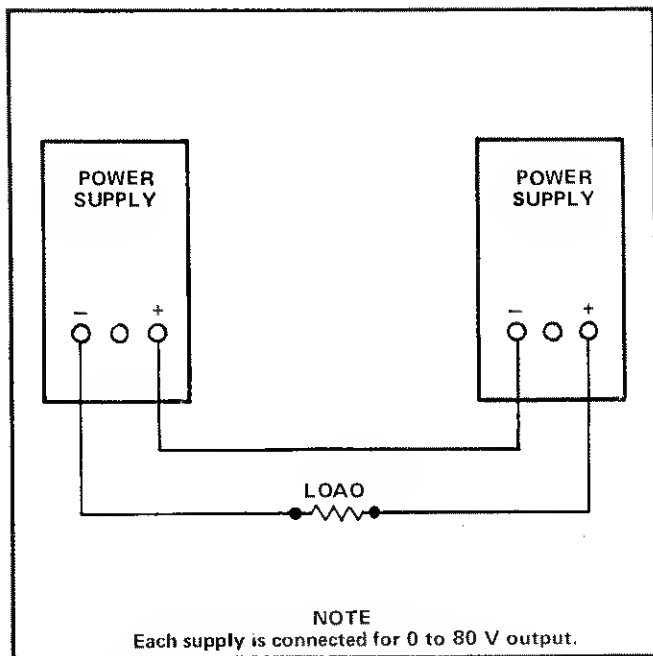 POWER
SUPPLY
POWER
SUPPLY
− +
− +
LOAO
NOTE
Each supply is connected for 0 to 80 V output.